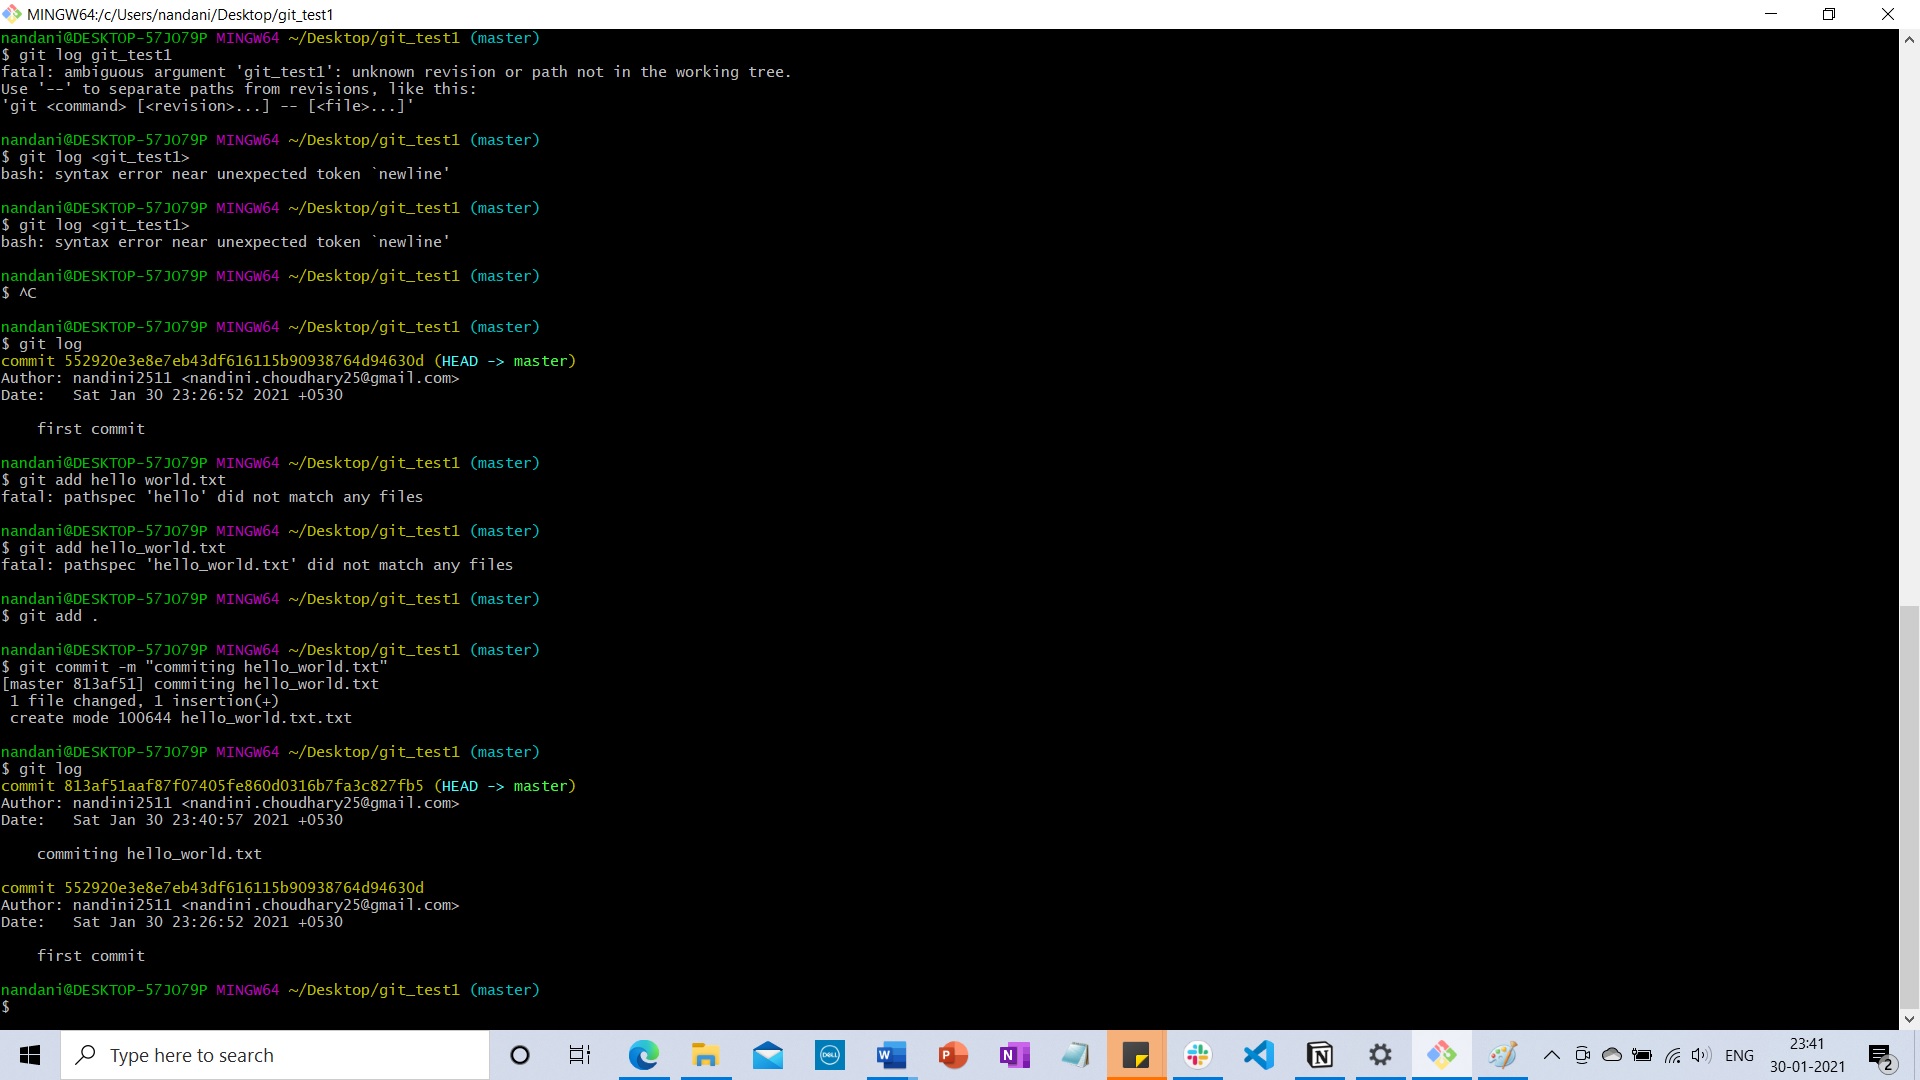 MINGW64:/c/Users/nandani/Desktop/git_test1
nandani@DESKTOP-57JO79P MINGW64 ~/Desktop/git_test1 (master)
$ git log git_test1
fatal: ambiguous argument 'git_test1': unknown revision or path not in the working tree.
Use '--' to separate paths from revisions, like this:
'git <command> [<revision>...] -- [<file>...]'
nandani@DESKTOP-57JO79P MINGW64 ~/Desktop/git_test1 (master)
$ git log <git_test1>
bash: syntax error near unexpected token `newline'
nandani@DESKTOP-57JO79P MINGW64 ~/Desktop/git_test1 (master)
$ git log <git_test1>
bash: syntax error near unexpected token `newline'
nandani@DESKTOP-57JO79P MINGW64 ~/Desktop/git_test1 (master)
$ ^C
nandani@DESKTOP-57JO79P MINGW64 ~/Desktop/git_test1 (master)
$ git log
commit 552920e3e8e7eb43df616115b90938764d94630d (HEAD -> master)
Author: nandini2511 <nandini.choudhary25@gmail.com>
Date:   Sat Jan 30 23:26:52 2021 +0530
    first commit
nandani@DESKTOP-57JO79P MINGW64 ~/Desktop/git_test1 (master)
$ git add hello world.txt
fatal: pathspec 'hello' did not match any files
nandani@DESKTOP-57JO79P MINGW64 ~/Desktop/git_test1 (master)
$ git add hello_world.txt
fatal: pathspec 'hello_world.txt' did not match any files
nandani@DESKTOP-57JO79P MINGW64 ~/Desktop/git_test1 (master)
$ git add .
nandani@DESKTOP-57JO79P MINGW64 ~/Desktop/git_test1 (master)
$ git commit -m "commiting hello_world.txt"
[master 813af51] commiting hello_world.txt
 1 file changed, 1 insertion(+)
 create mode 100644 hello_world.txt.txt
nandani@DESKTOP-57JO79P MINGW64 ~/Desktop/git_test1 (master)
$ git log
commit 813af51aaf87f07405fe860d0316b7fa3c827fb5 (HEAD -> master)
Author: nandini2511 <nandini.choudhary25@gmail.com>
Date:   Sat Jan 30 23:40:57 2021 +0530
    commiting hello_world.txt
commit 552920e3e8e7eb43df616115b90938764d94630d
Author: nandini2511 <nandini.choudhary25@gmail.com>
Date:   Sat Jan 30 23:26:52 2021 +0530
    first commit
nandani@DESKTOP-57JO79P MINGW64 ~/Desktop/git_test1 (master)
$
Type here to search
DELL
W
P
N
N
ENG
23:41
30-01-2021
2